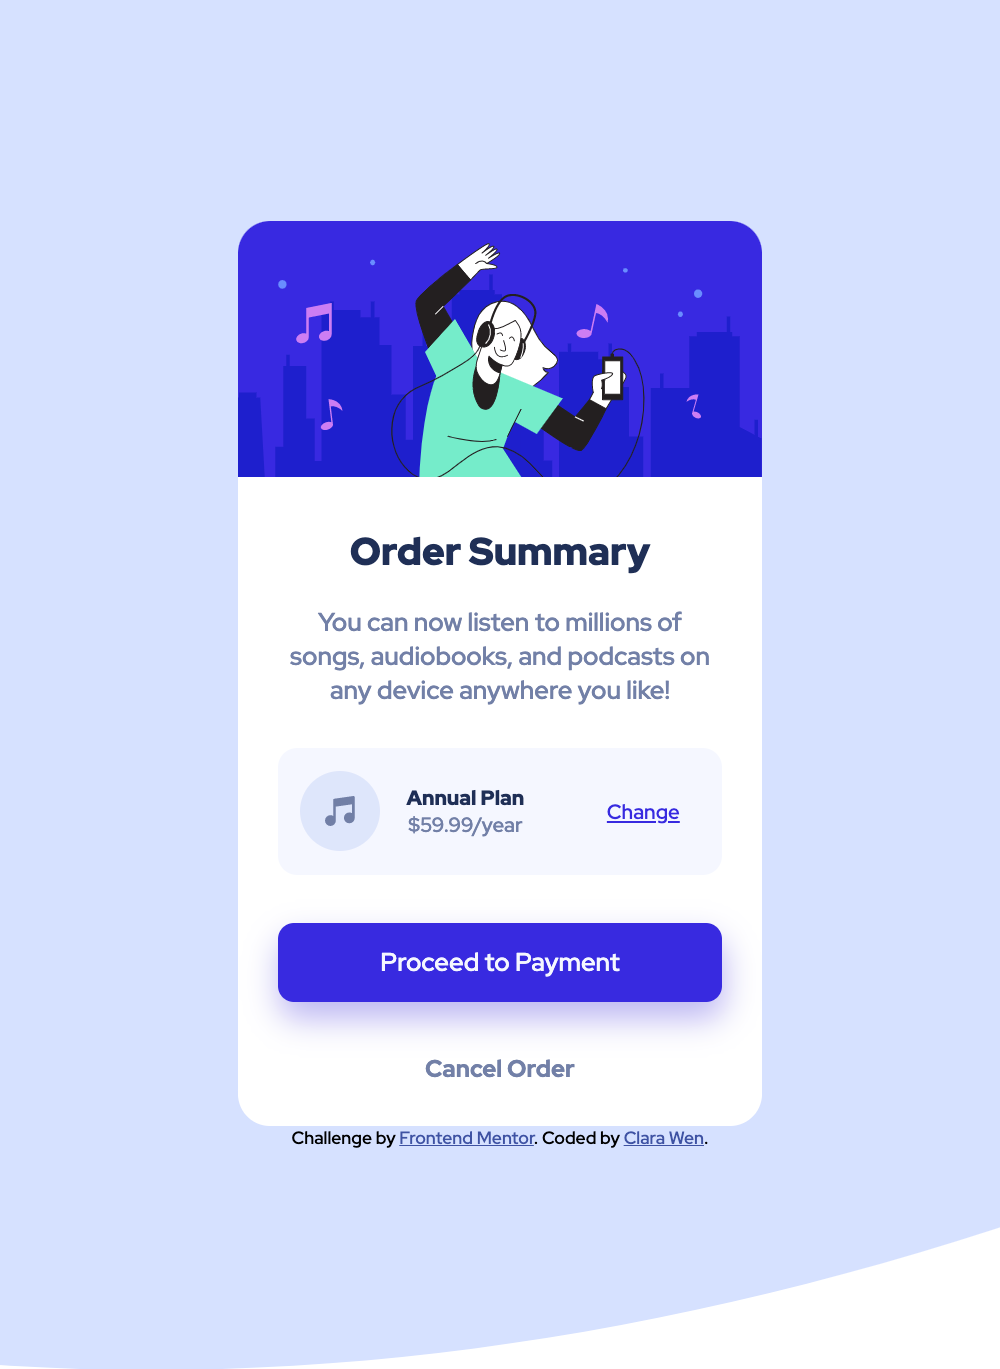 Order Summary
You can now listen to millions of
songs, audiobooks, and podcasts on
any device anywhere you like!
Annual Plan
$59.99/year
Change
Proceed to Payment
Cancel Order
Challenge by Frontend Mentor. Coded by Clara Wen.